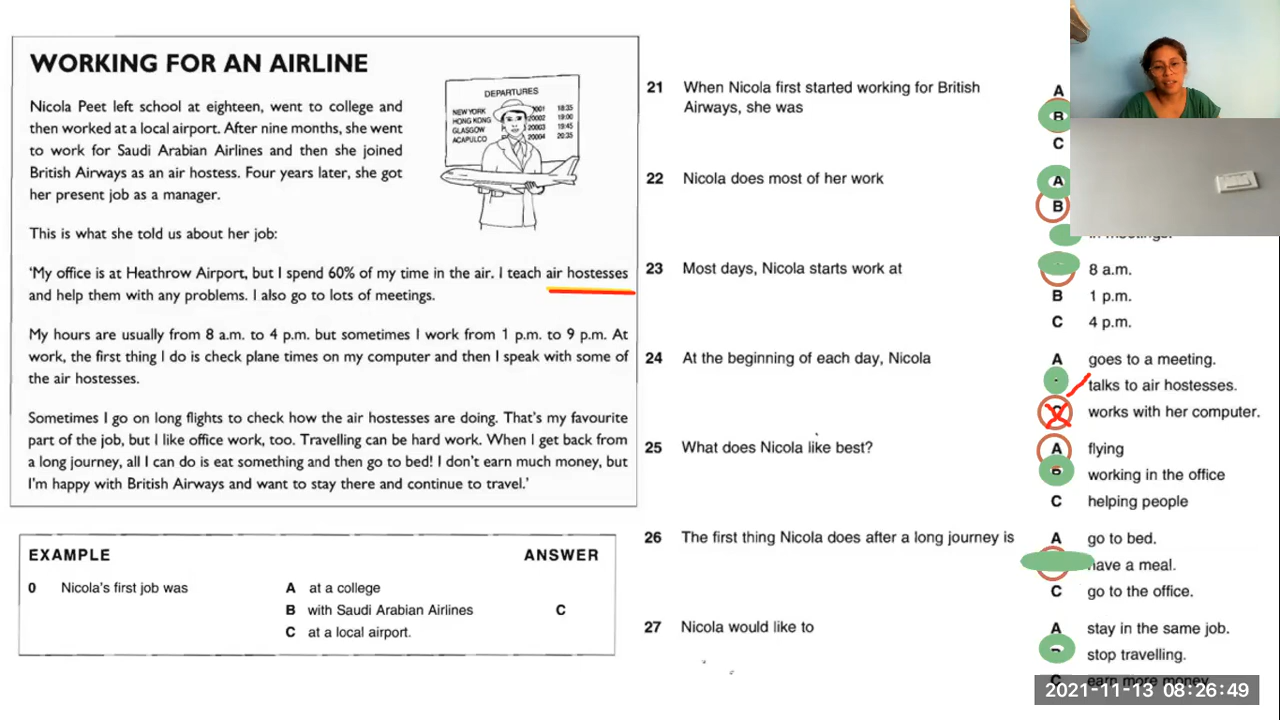 WORKING FOR AN AIRLINE
Nicola Peet left school at eighteen, went to college and
then worked at a local airport. After nine months, she went
to work for Saudi Arabian Airlines and then she joined
British Airways as an air hostess. Four years later, she got
her present job as a manager.
DEPARTURES
NEW YORK 18:35
HONG KONG 20002 19:00
GLASGOW 20003 19:45
ACAPULCO 20004 20:35
This is what she told us about her job:
‘My office is at Heathrow Airport, but I spend 60% of my time in the air. I teach air hostesses
and help them with any problems. I also go to lots of meetings.
My hours are usually from 8 a.m. to 4 p.m. but sometimes I work from 1 p.m. to 9 p.m. At
work, the first thing I do is check plane times on my computer and then I speak with some of
the air hostesses.
Sometimes I go on long flights to check how the air hostesses are doing. That's my favourite
part of the job, but I like office work, too. Travelling can be hard work. When I get back from
a long journey, all I can do is eat something and then go to bed! I don't earn much money, but
I'm happy with British Airways and want to stay there and continue to travel.’
EXAMPLE ANSWER
0 Nicola's first job was A at a college
B with Saudi Arabian Airlines C
C at a local airport.
21 When Nicola first started working for British A
Airways, she was B
C
22 Nicola does most of her work A
B
in meetings.
23 Most days, Nicola starts work at 8 a.m.
B 1 p.m.
C 4 p.m.
24 At the beginning of each day, Nicola A goes to a meeting.
talks to air hostesses.
C works with her computer.
25 What does Nicola like best? A flying
B working in the office
C helping people
26 The first thing Nicola does after a long journey is A go to bed.
have a meal.
C go to the office.
27 Nicola would like to A stay in the same job.
stop travelling.
C earn more money
2021-11-13 08:26:49